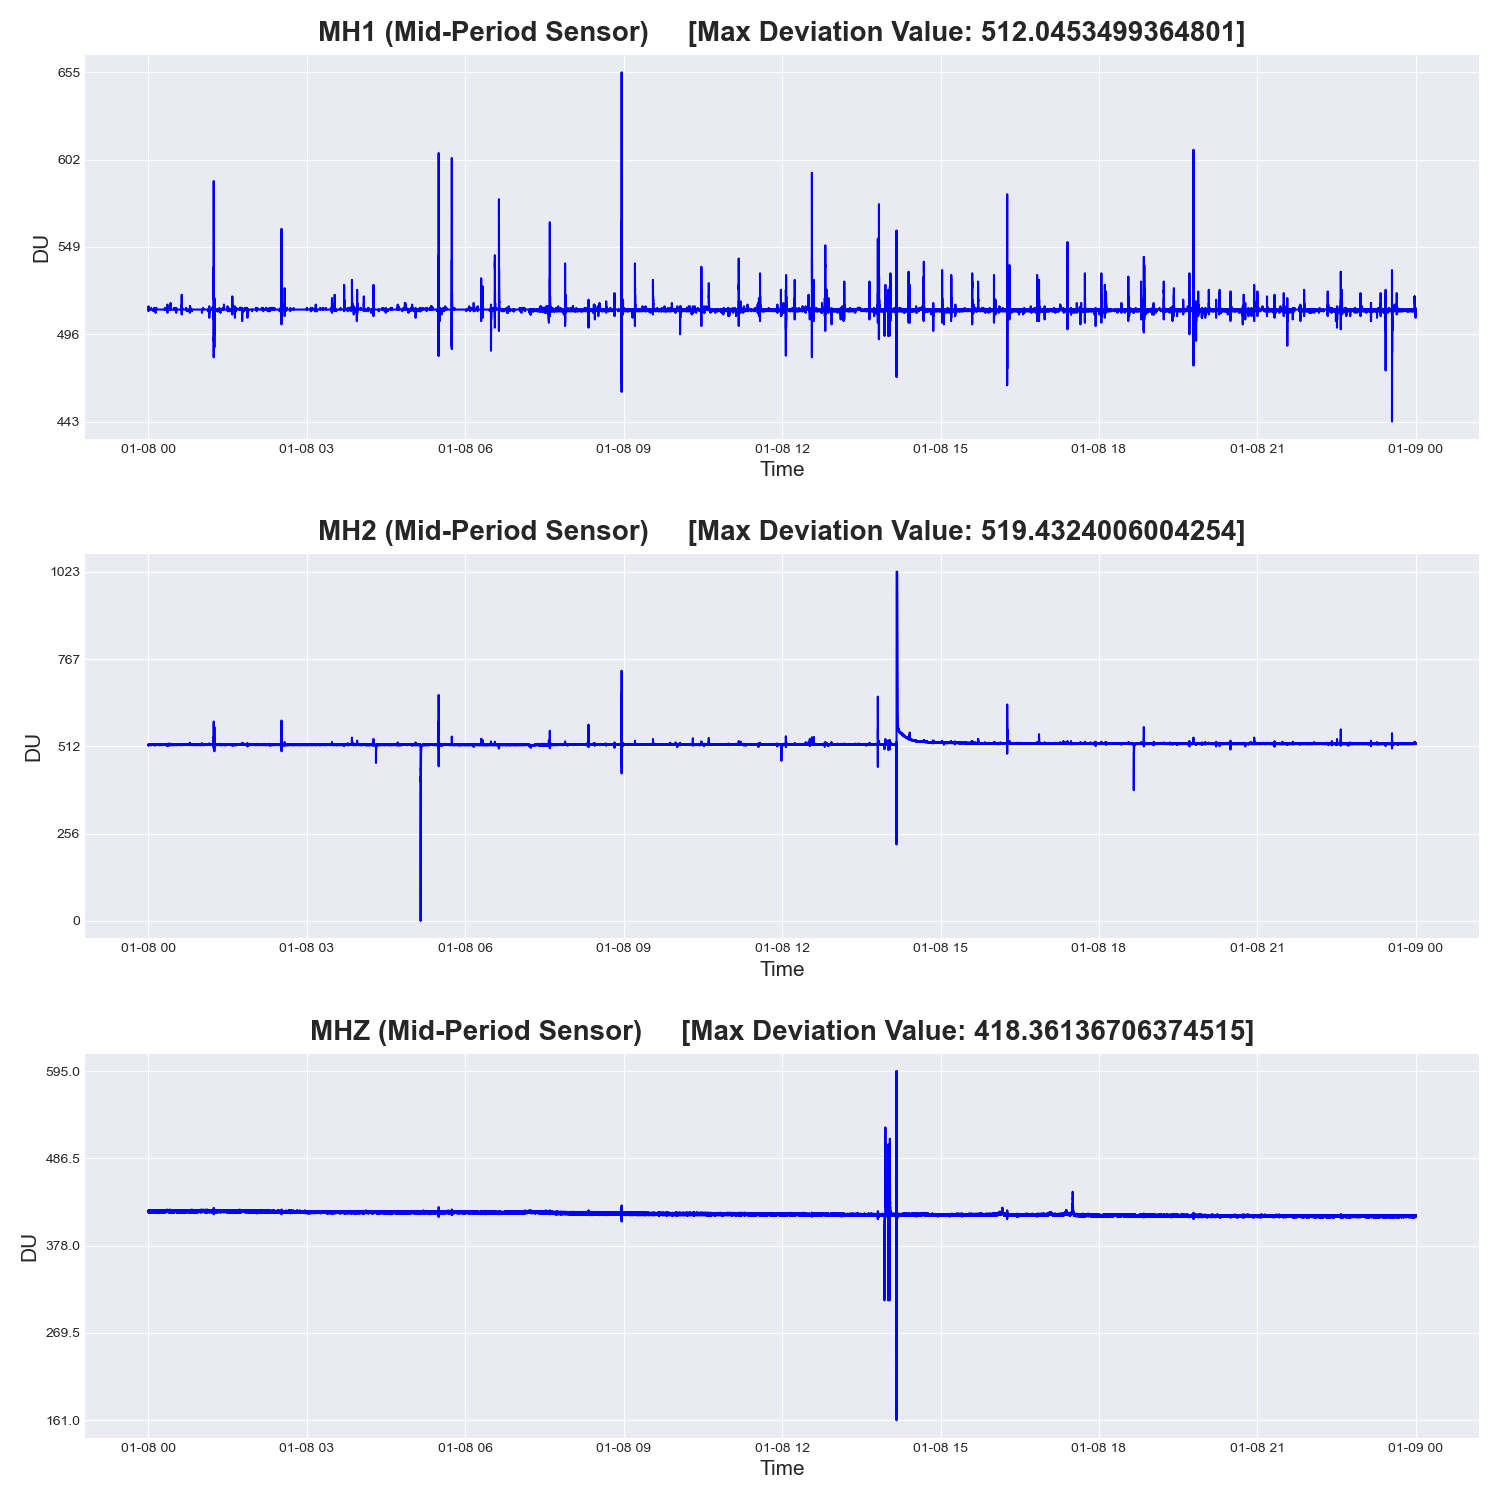 MH1 (Mid-Period Sensor) [Max Deviation Value: 512.0453499364801]
655
602
549
496
443
DU
01-08 00 01-08 03 01-08 06 01-08 09 01-08 12 01-08 15 01-08 18 01-08 21 01-09 00
Time
MH2 (Mid-Period Sensor) [Max Deviation Value: 519.4324006004254]
1023
767
512
256
0
DU
01-08 00 01-08 03 01-08 06 01-08 09 01-08 12 01-08 15 01-08 18 01-08 21 01-09 00
Time
MHZ (Mid-Period Sensor) [Max Deviation Value: 418.36136706374515]
595.0
486.5
378.0
269.5
161.0
DU
01-08 00 01-08 03 01-08 06 01-08 09 01-08 12 01-08 15 01-08 18 01-08 21 01-09 00
Time